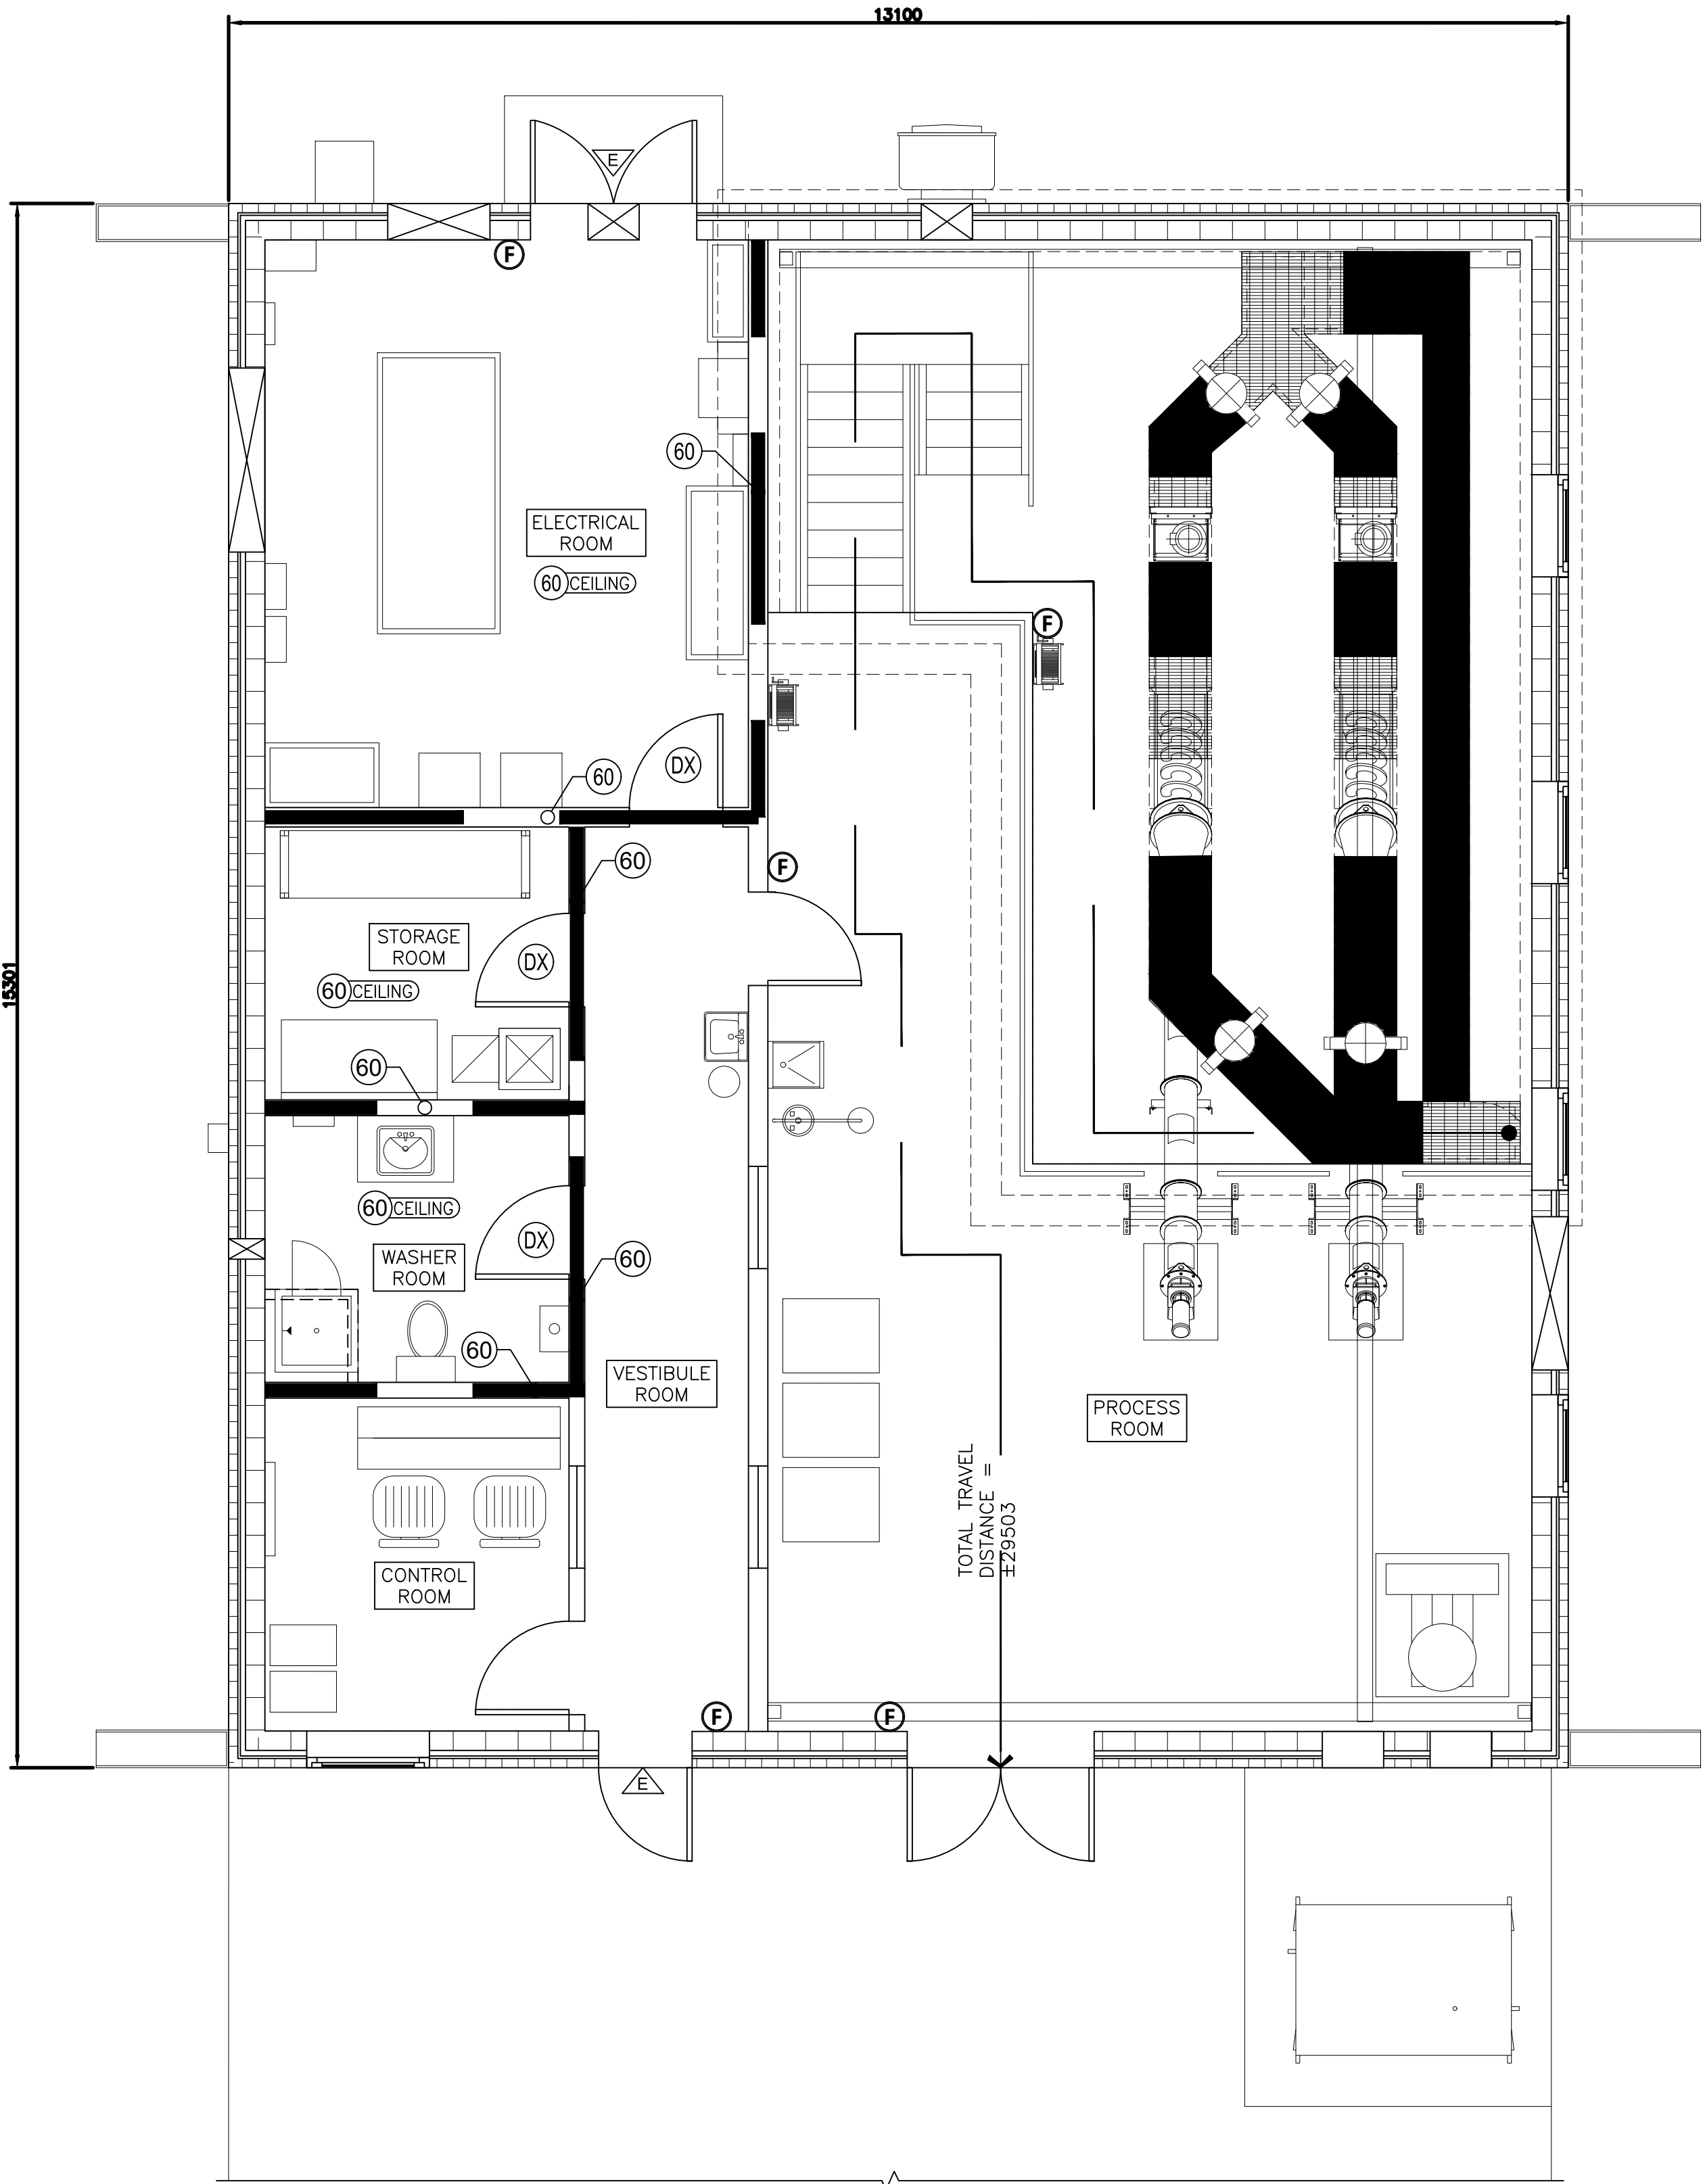 13100
E
F
60
ELECTRICAL
ROOM
60 CEILING
F
DX
60
60
F
STORAGE
ROOM
DX
60 CEILING
15301
60
60 CEILING
DX
WASHER
ROOM
60
60
VESTIBULE
ROOM
PROCESS
ROOM
TOTAL TRAVEL
DISTANCE =
±29503
CONTROL
ROOM
F
F
E